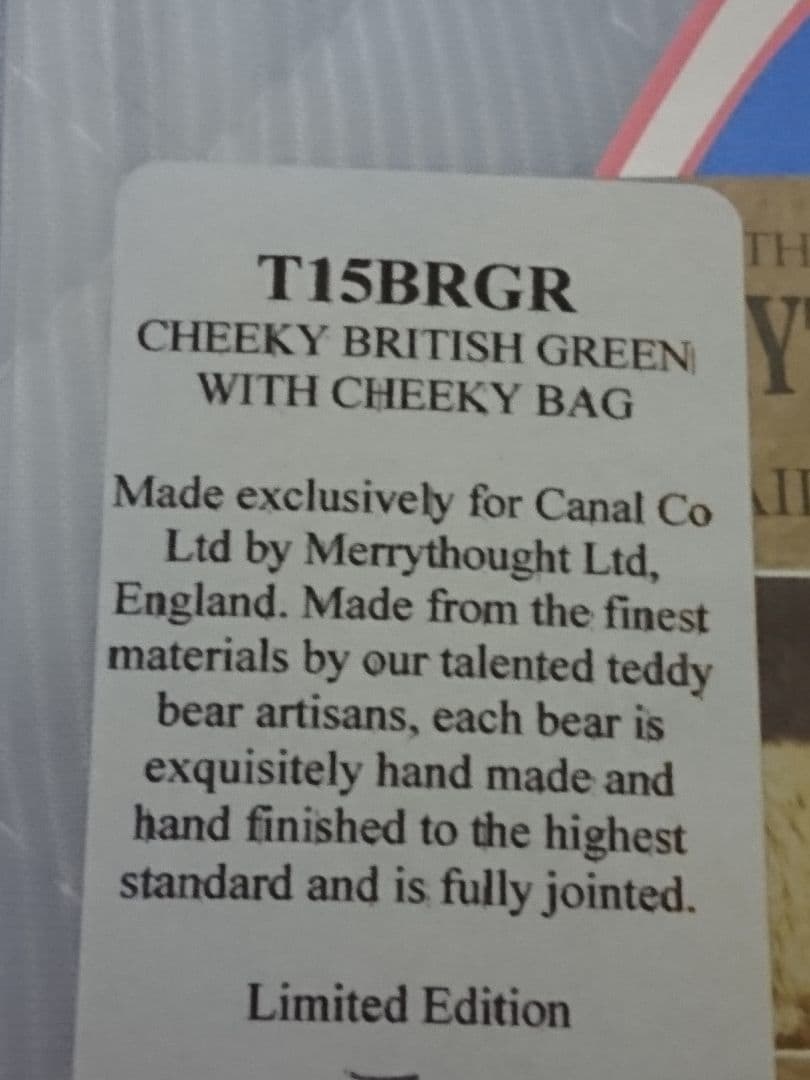 T15BRGR
CHEEKY BRITISH GREEN
WITH CHEEKY BAG
Made exclusively for Canal Co
Ltd by Merrythought Ltd,
England. Made from the finest
materials by our talented teddy
bear artisans, each bear is
exquisitely hand made and
hand finished to the highest
standard and is fully jointed.
Limited Edition